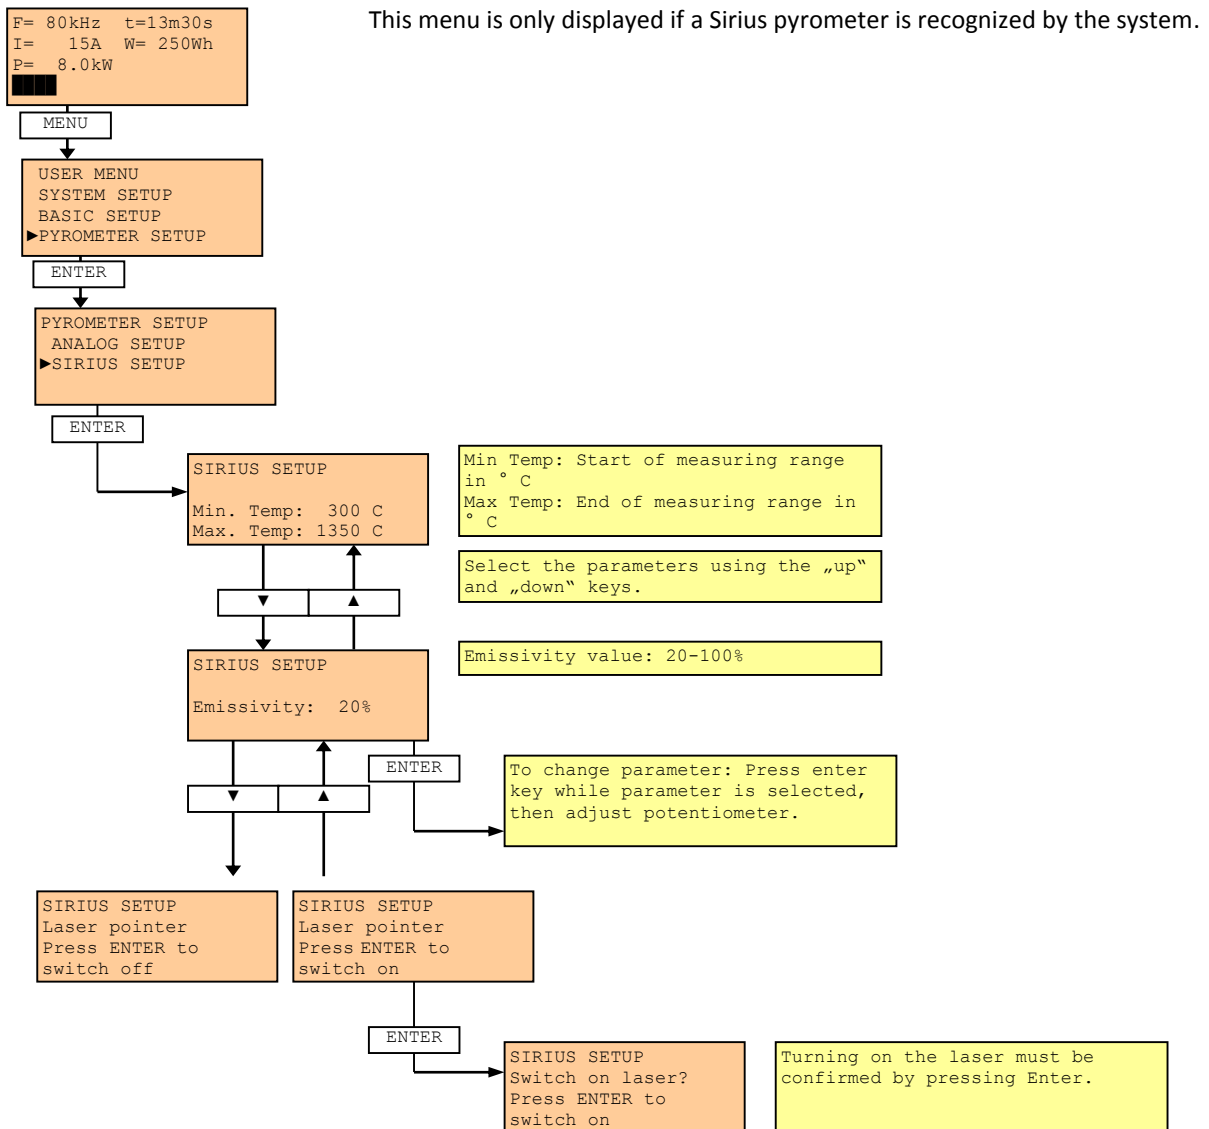 This menu is only displayed if a Sirius pyrometer is recognized by the system.
F= 80kHz t=13m30s
I= 15A W= 250Wh
P= 8.0kW
MENU
USER MENU
SYSTEM SETUP
BASIC SETUP
►PYROMETER SETUP
ENTER
PYROMETER SETUP
ANALOG SETUP
►SIRIUS SETUP
ENTER
SIRIUS SETUP
Min. Temp: 300 C
Max. Temp: 1350 C
Min Temp: Start of measuring range
in ° C
Max Temp: End of measuring range in
° C
Select the parameters using the „up“
and „down“ keys.
▼ ▲
SIRIUS SETUP
Emissivity: 20%
Emissivity value: 20-100%
ENTER
▼ ▲
To change parameter: Press enter
key while parameter is selected,
then adjust potentiometer.
SIRIUS SETUP
Laser pointer
Press ENTER to
switch off
SIRIUS SETUP
Laser pointer
Press ENTER to
switch on
ENTER
SIRIUS SETUP
Switch on laser?
Press ENTER to
switch on
Turning on the laser must be
confirmed by pressing Enter.